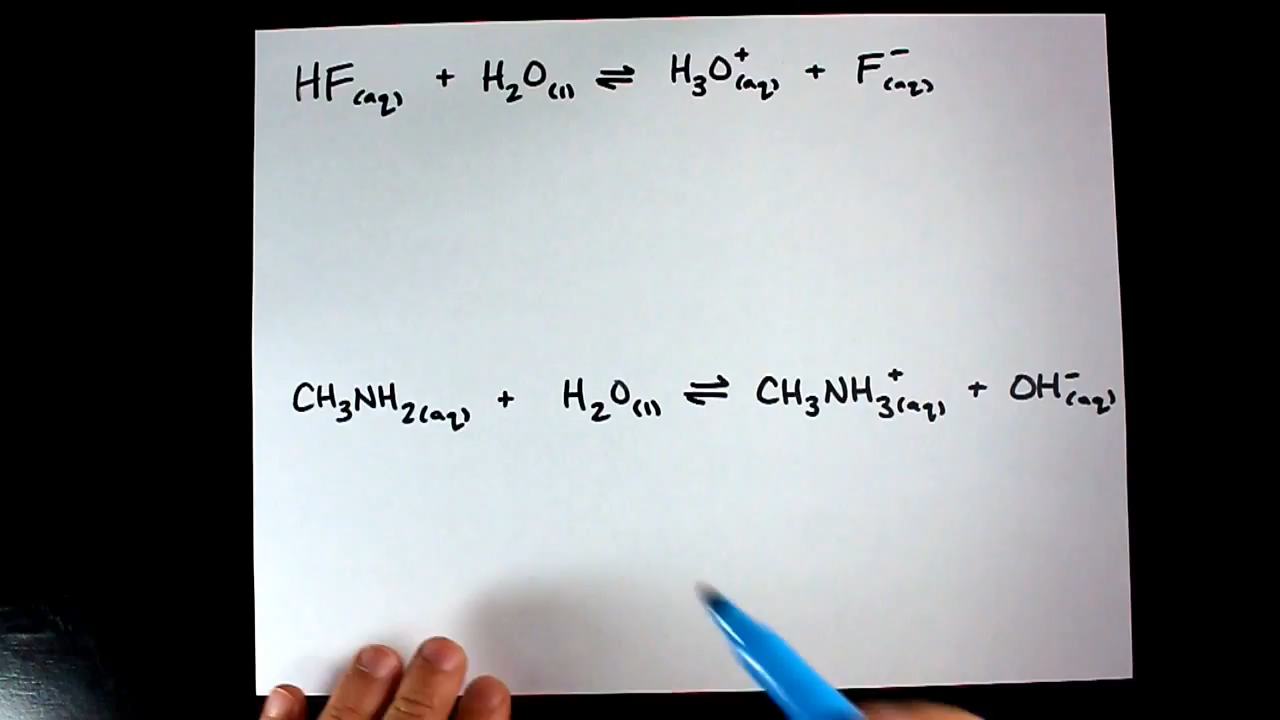 HF(aq) + H₂O(l) ⇌ H₃O⁺(aq) + F⁻(aq)
CH₃NH₂(aq) + H₂O(l) ⇌ CH₃NH₃⁺(aq) + OH⁻(aq)